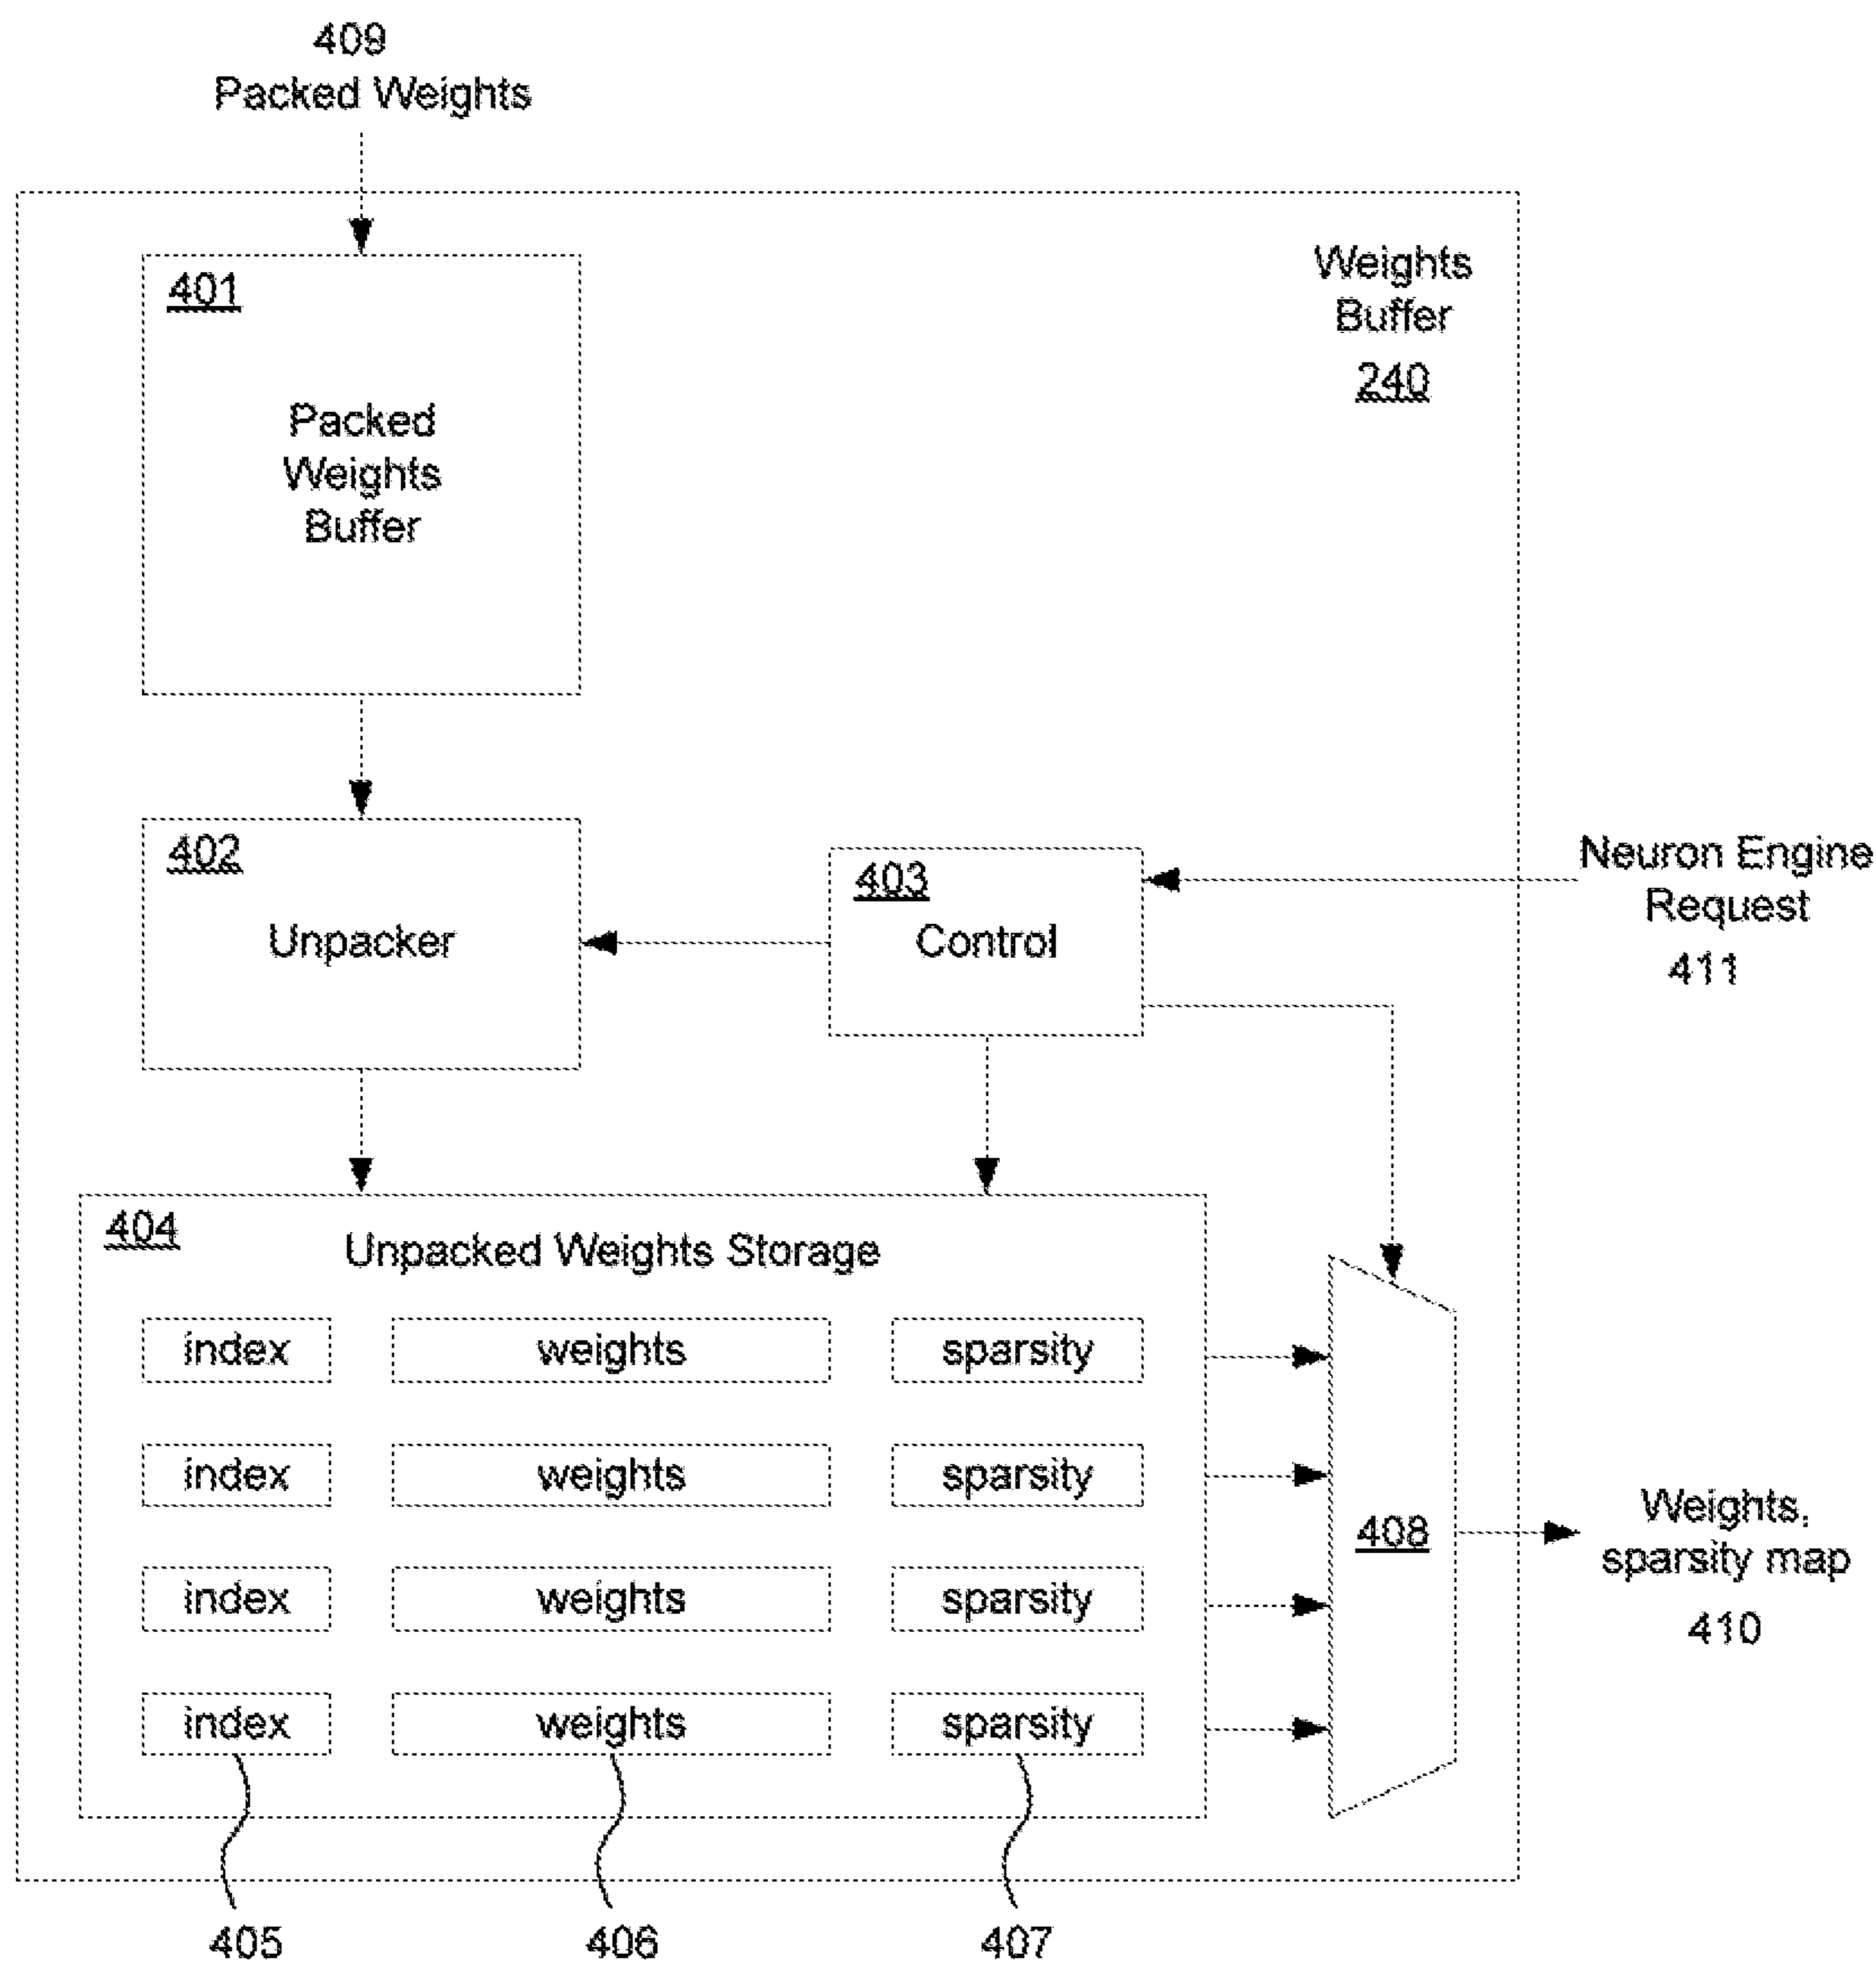 409
Packed Weights
401
Packed
Weights
Buffer
Weights
Buffer
240
402
Unpacker
403
Control
Neuron Engine
Request
411
404
Unpacked Weights Storage
index weights sparsity
index weights sparsity
index weights sparsity
index weights sparsity
408
Weights,
sparsity map
410
405 406 407